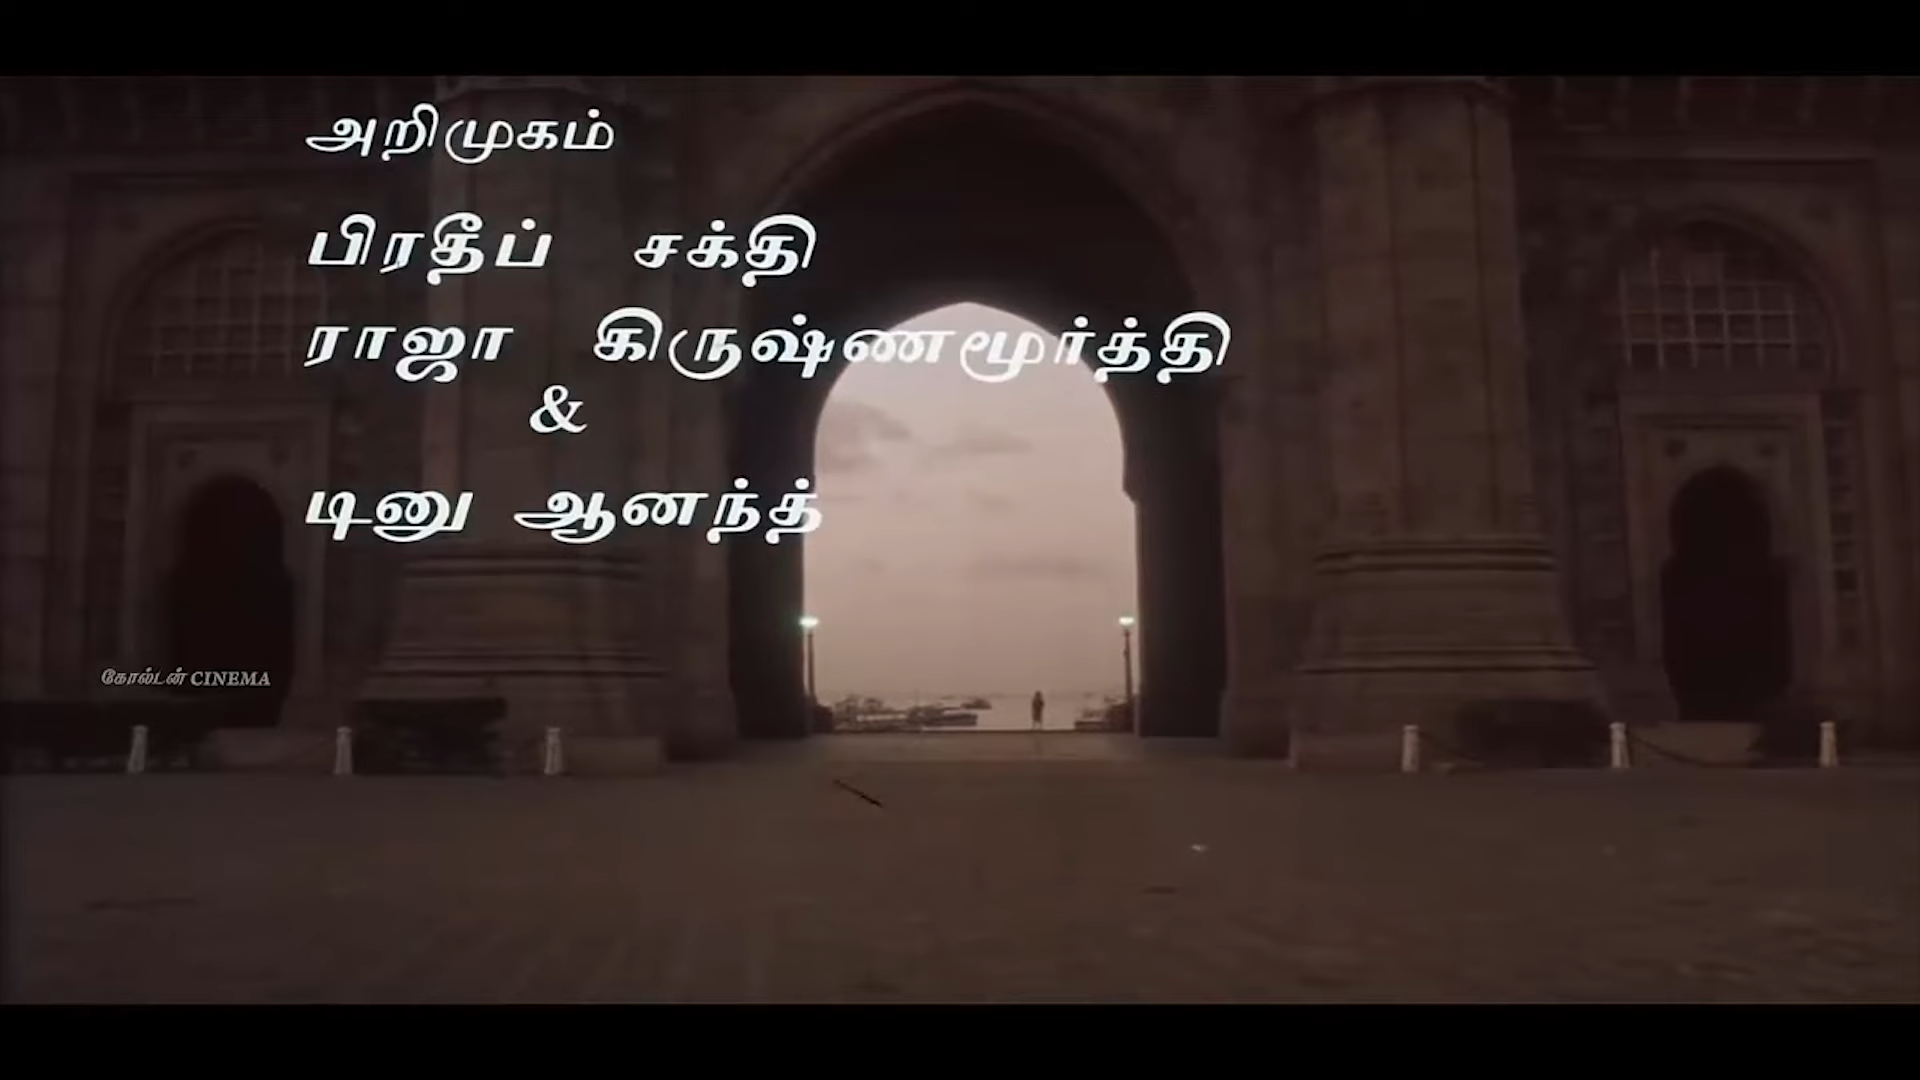 அறிமுகம்
பிரதீப் சக்தி
ராஜா கிருஷ்ணமூர்த்தி
&
டினு ஆனந்த்
கோல்டன் CINEMA